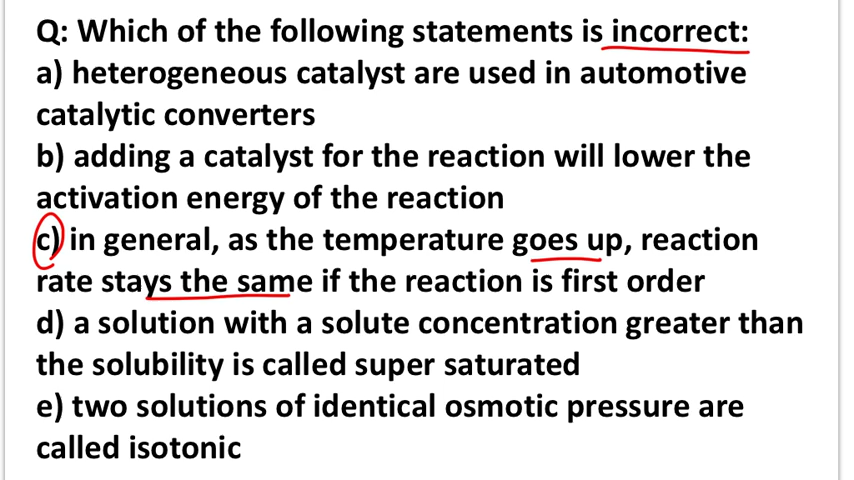 Q: Which of the following statements is incorrect:
a) heterogeneous catalyst are used in automotive
catalytic converters
b) adding a catalyst for the reaction will lower the
activation energy of the reaction
c) in general, as the temperature goes up, reaction
rate stays the same if the reaction is first order
d) a solution with a solute concentration greater than
the solubility is called super saturated
e) two solutions of identical osmotic pressure are
called isotonic